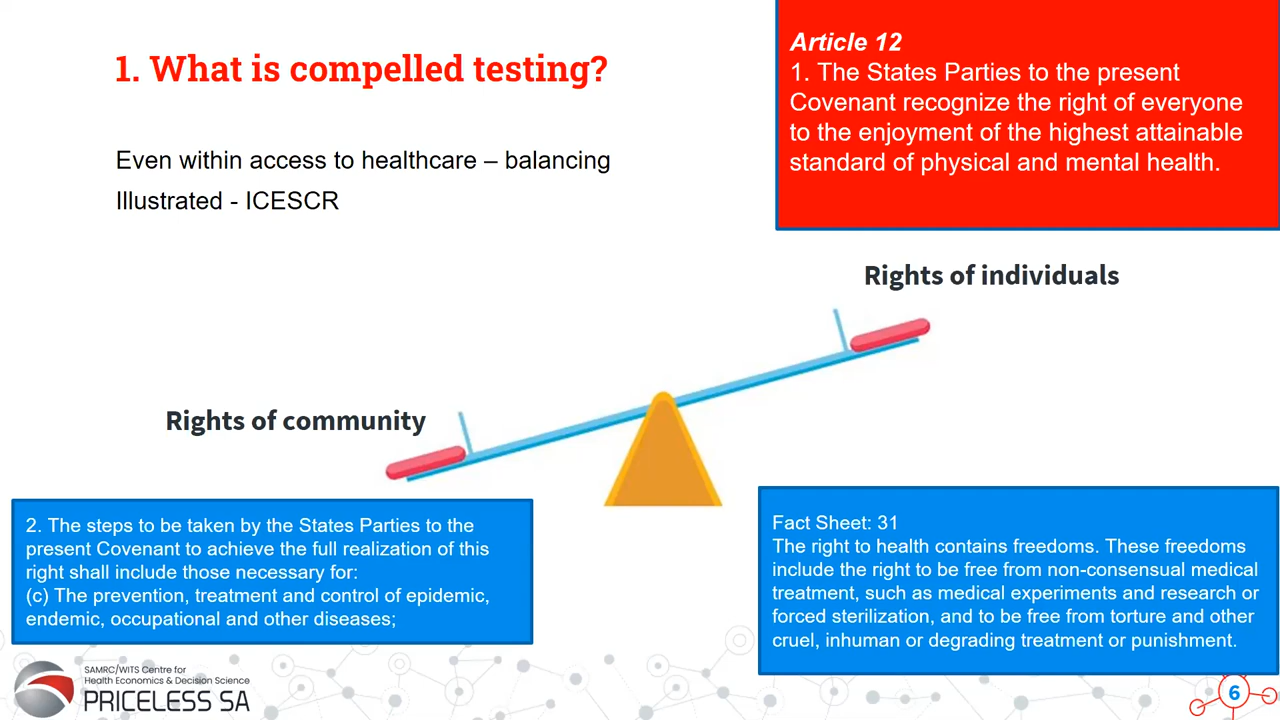 1. What is compelled testing?
Even within access to healthcare – balancing
Illustrated - ICESCR
Article 12
1. The States Parties to the present
Covenant recognize the right of everyone
to the enjoyment of the highest attainable
standard of physical and mental health.
Rights of individuals
Rights of community
2. The steps to be taken by the States Parties to the
present Covenant to achieve the full realization of this
right shall include those necessary for:
(c) The prevention, treatment and control of epidemic,
endemic, occupational and other diseases;
Fact Sheet: 31
The right to health contains freedoms. These freedoms
include the right to be free from non-consensual medical
treatment, such as medical experiments and research or
forced sterilization, and to be free from torture and other
cruel, inhuman or degrading treatment or punishment.
SAMRC/WITS Centre for
Health Economics & Decision Science
PRICELESS SA
6